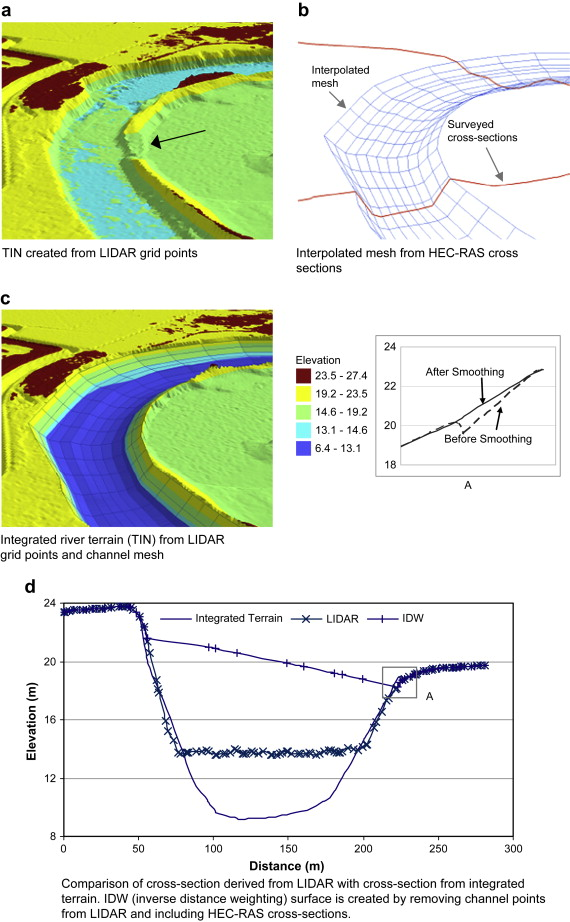 a
TIN created from LIDAR grid points
b
Interpolated
mesh
Surveyed
cross-sections
Interpolated mesh from HEC-RAS cross
sections
c
Integrated river terrain (TIN) from LIDAR
grid points and channel mesh
Elevation
23.5 - 27.4
19.2 - 23.5
14.6 - 19.2
13.1 - 14.6
6.4 - 13.1
24
22
20
18
After Smoothing
Before Smoothing
A
d
24
20
16
12
8
Elevation (m)
Integrated Terrain
LIDAR
IDW
A
0
50
100
150
200
250
300
Distance (m)
Comparison of cross-section derived from LIDAR with cross-section from integrated
terrain. IDW (inverse distance weighting) surface is created by removing channel points
from LIDAR and including HEC-RAS cross-sections.